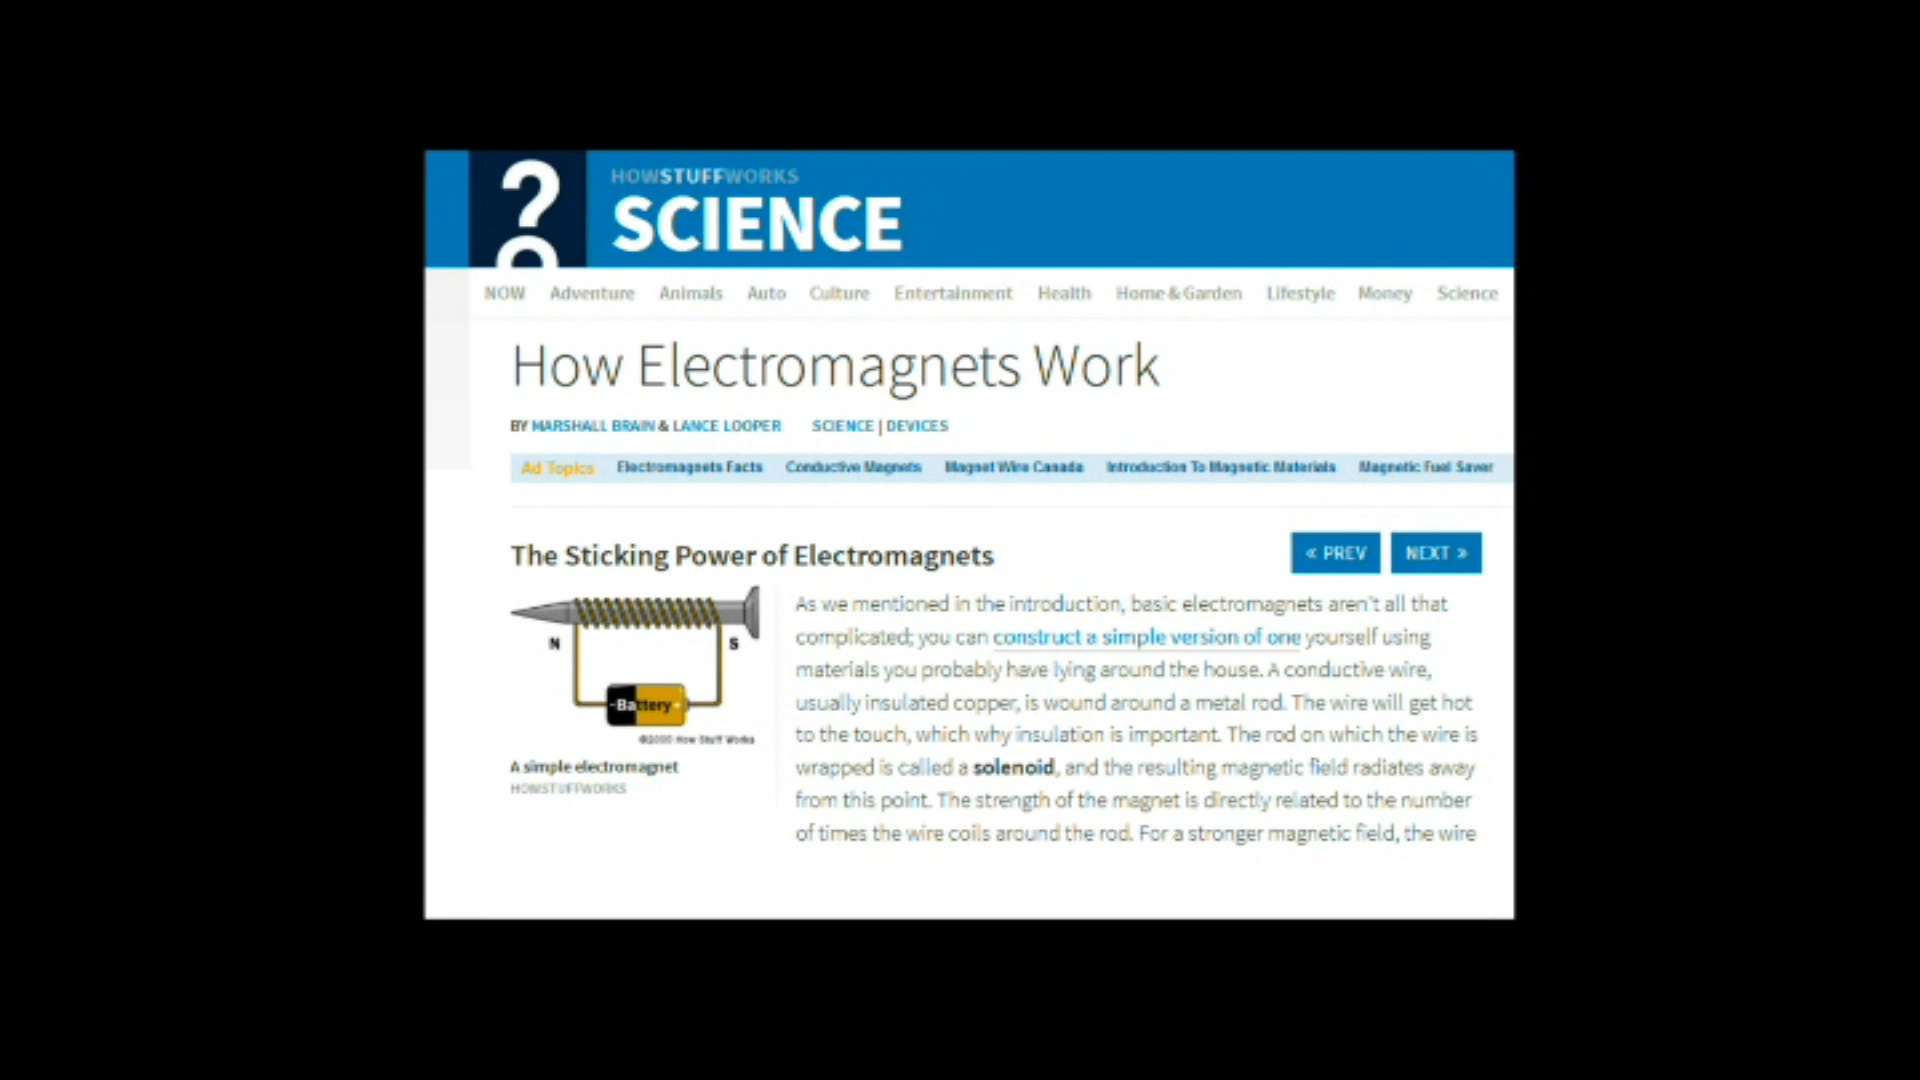 HOWSTUFFWORKS
SCIENCE
NOW Adventure Animals Auto Culture Entertainment Health Home & Garden Lifestyle Money Science
How Electromagnets Work
BY MARSHALL BRAIN & LANCE LOOPER SCIENCE | DEVICES
Ad Topics Electromagnets Facts Conductive Magnets Magnet Wire Canada Introduction To Magnetic Materials Magnetic Fuel Saver
The Sticking Power of Electromagnets
« PREV NEXT »
N S
-Battery+
©2000 How Stuff Works
A simple electromagnet
HOWSTUFFWORKS
As we mentioned in the introduction, basic electromagnets aren't all that
complicated; you can construct a simple version of one yourself using
materials you probably have lying around the house. A conductive wire,
usually insulated copper, is wound around a metal rod. The wire will get hot
to the touch, which why insulation is important. The rod on which the wire is
wrapped is called a solenoid, and the resulting magnetic field radiates away
from this point. The strength of the magnet is directly related to the number
of times the wire coils around the rod. For a stronger magnetic field, the wire